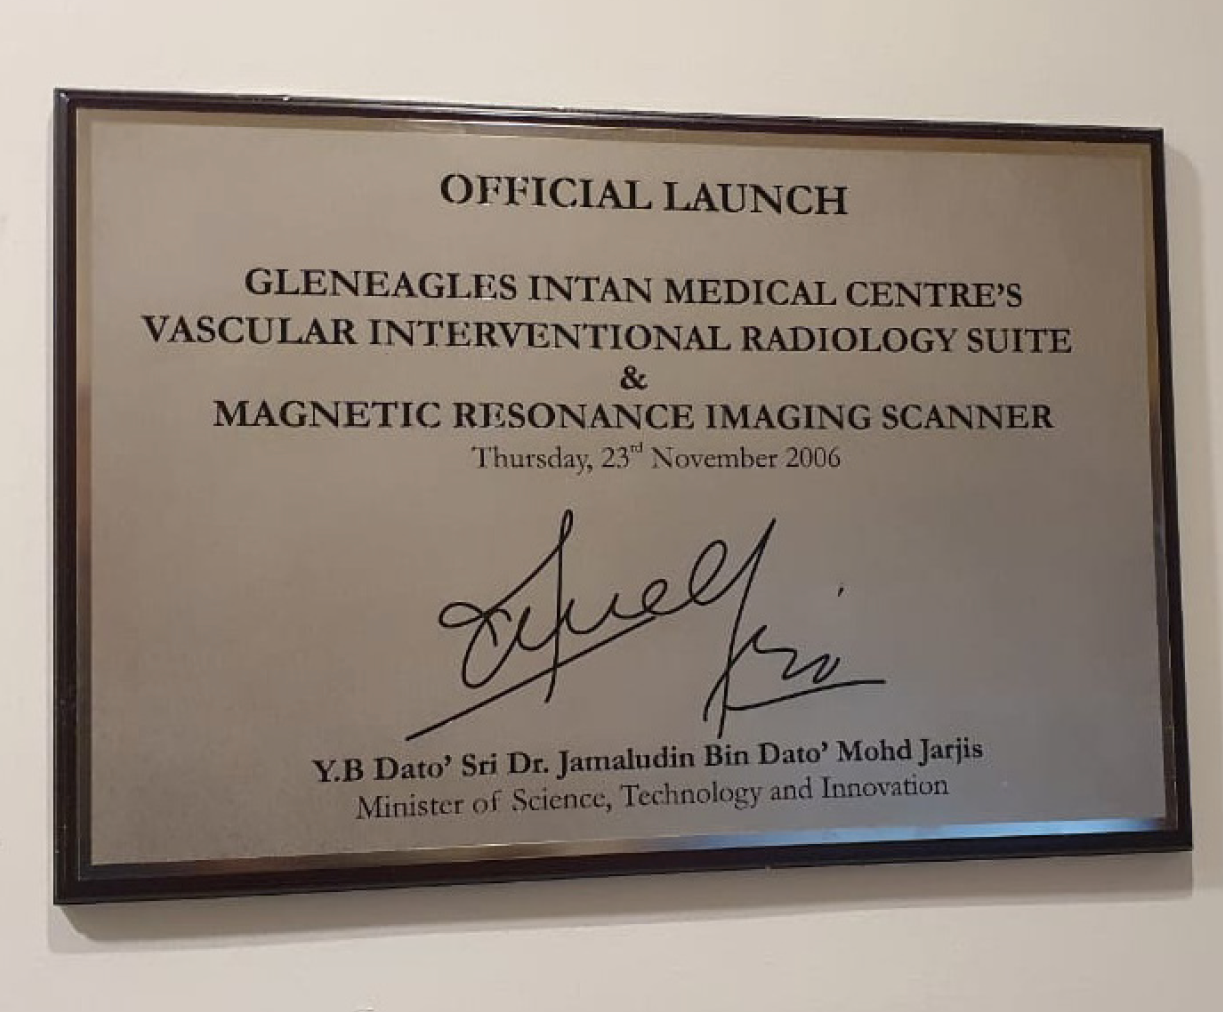 OFFICIAL LAUNCH
GLENEAGLES INTAN MEDICAL CENTRE'S
VASCULAR INTERVENTIONAL RADIOLOGY SUITE
&
MAGNETIC RESONANCE IMAGING SCANNER
Thursday, 23rd November 2006
Y.B Dato' Sri Dr. Jamaludin Bin Dato' Mohd Jarjis
Minister of Science, Technology and Innovation